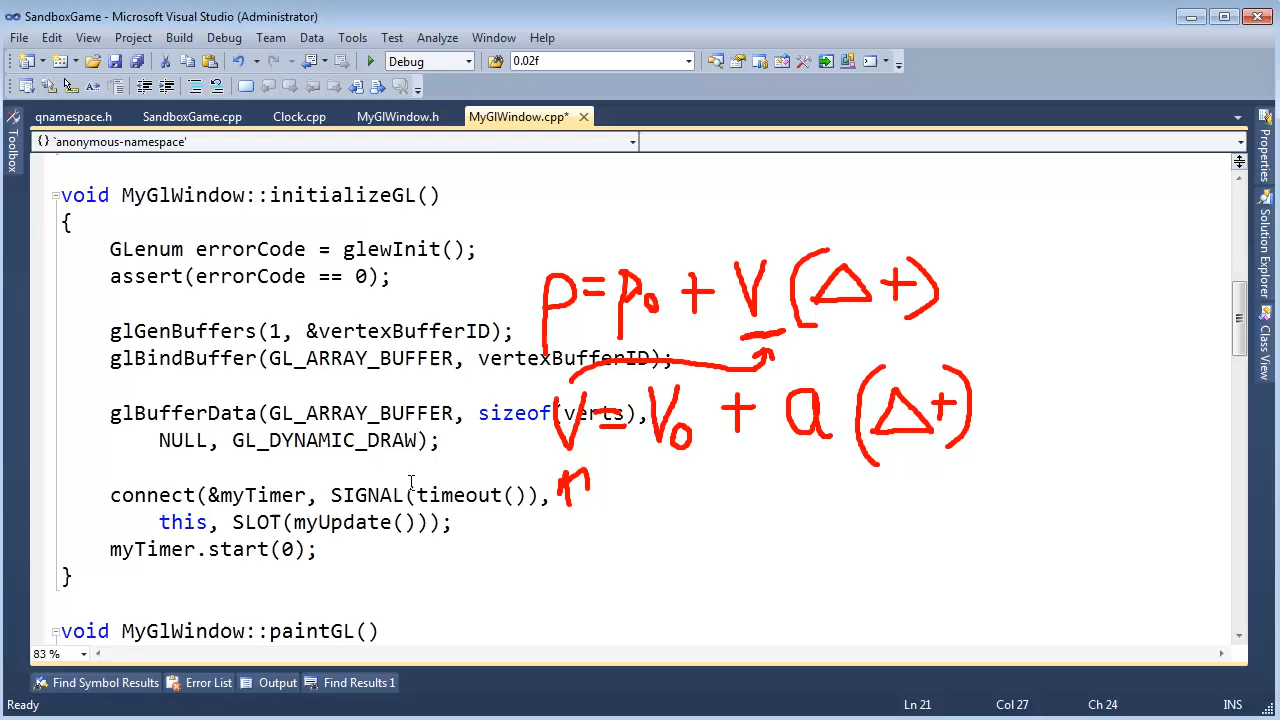 SandboxGame - Microsoft Visual Studio (Administrator)
File Edit View Project Build Debug Team Data Tools Test Analyze Window Help
Debug 0.02f
qnamespace.h SandboxGame.cpp Clock.cpp MyGlWindow.h MyGlWindow.cpp*
{} `anonymous-namespace'
Toolbox
Properties
Solution Explorer
Class View
void MyGlWindow::initializeGL()
{
GLenum errorCode = glewInit();
assert(errorCode == 0);
p = p0 + V (Δt)
glGenBuffers(1, &vertexBufferID);
glBindBuffer(GL_ARRAY_BUFFER, vertexBufferID);
glBufferData(GL_ARRAY_BUFFER, sizeof(verts),
V = V0 + a (Δt)
NULL, GL_DYNAMIC_DRAW);
connect(&myTimer, SIGNAL(timeout()),
this, SLOT(myUpdate()));
myTimer.start(0);
}
void MyGlWindow::paintGL()
83 %
Find Symbol Results Error List Output Find Results 1
Ready Ln 21 Col 27 Ch 24 INS